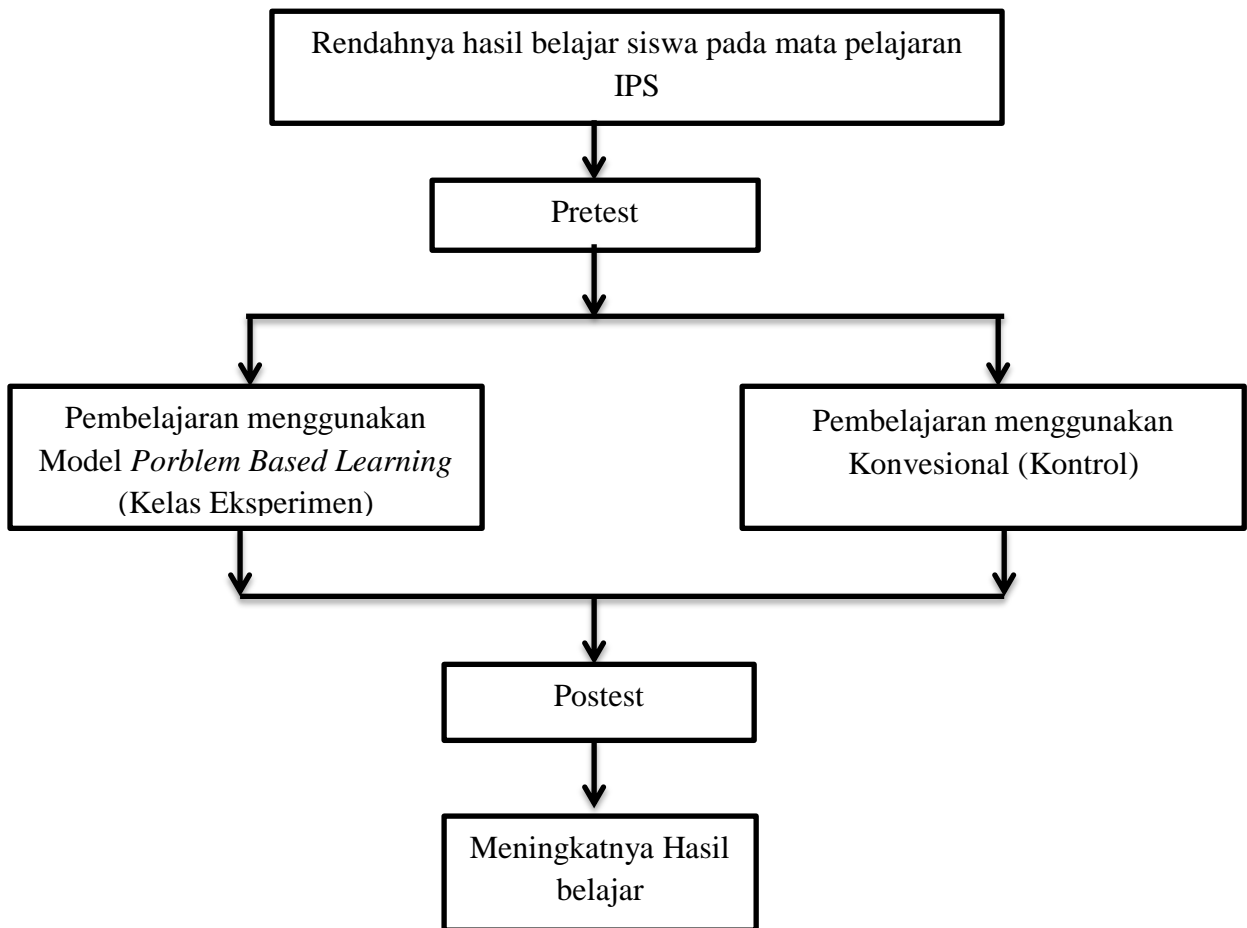 Rendahnya hasil belajar siswa pada mata pelajaran
IPS
Pretest
Pembelajaran menggunakan
Model Porblem Based Learning
(Kelas Eksperimen)
Pembelajaran menggunakan
Konvesional (Kontrol)
Postest
Meningkatnya Hasil
belajar